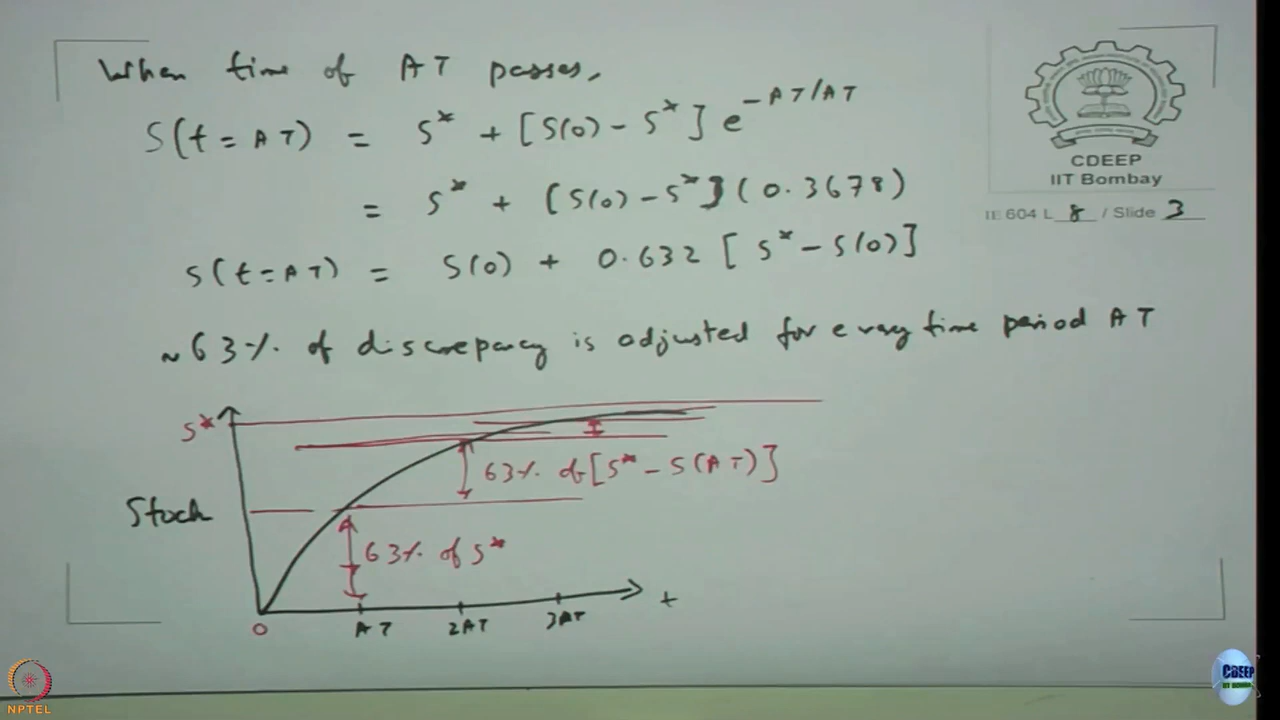 When time of AT passes,
S(t = AT) = S* + [S(0) - S*] e^-AT/AT
= S* + [S(0) - S*] (0.3678)
S(t = AT) = S(0) + 0.632 [S* - S(0)]
~63% of discrepancy is adjusted for every time period AT
S*
63% of [S* - S(AT)]
Stock
63% of S*
0 AT 2AT 3AT t
CDEEP
IIT Bombay
IE 604 L 8 / Slide 3
NPTEL
CDEEP